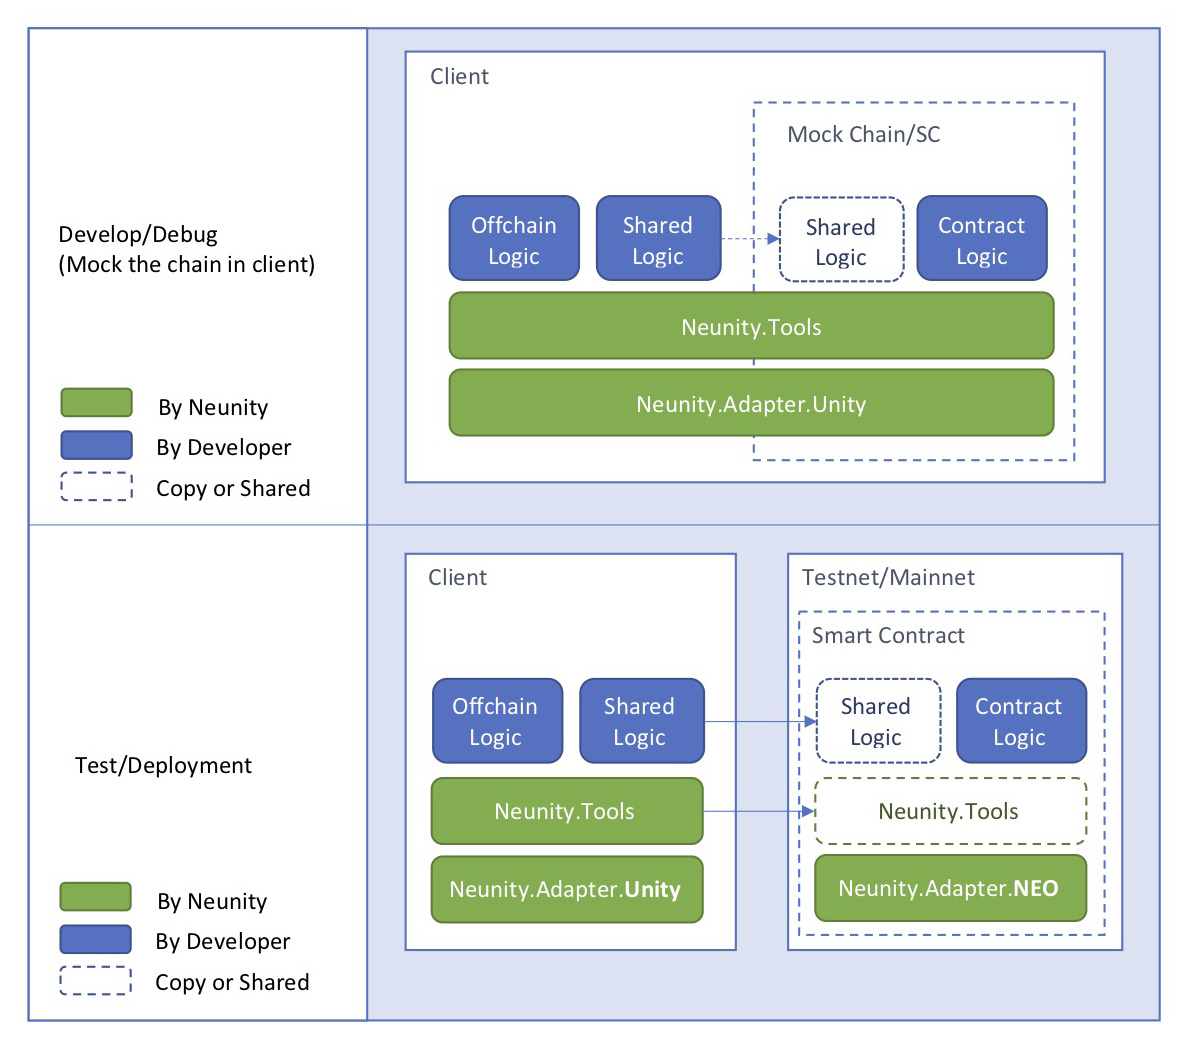 Client
Mock Chain/SC
Offchain
Logic
Shared
Logic
Shared
Logic
Contract
Logic
Develop/Debug
(Mock the chain in client)
Neunity.Tools
Neunity.Adapter.Unity
By Neunity
By Developer
Copy or Shared
Client
Testnet/Mainnet
Smart Contract
Offchain
Logic
Shared
Logic
Shared
Logic
Contract
Logic
Test/Deployment
Neunity.Tools
Neunity.Tools
Neunity.Adapter.Unity
Neunity.Adapter.NEO
By Neunity
By Developer
Copy or Shared